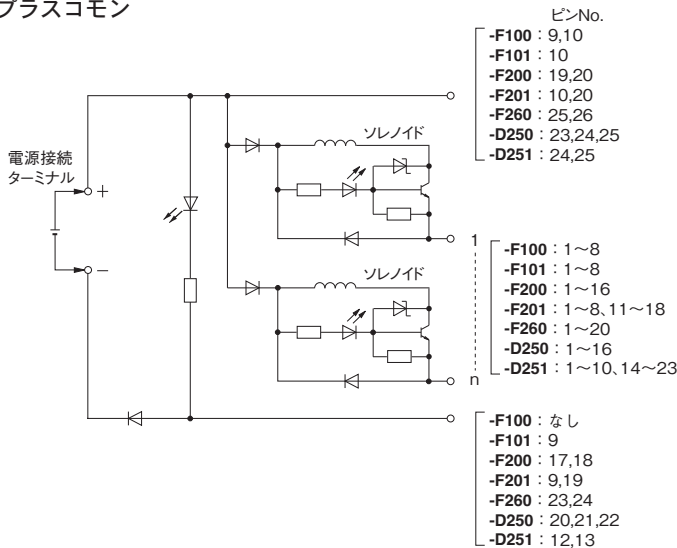 プラスコモン
ピンNo.
-F100：9,10
-F101：10
-F200：19,20
-F201：10,20
-F260：25,26
-D250：23,24,25
-D251：24,25
ソレノイド
電源接続
ターミナル
+
−
1
-F100：1〜8
-F101：1〜8
-F200：1〜16
-F201：1〜8、11〜18
-F260：1〜20
-D250：1〜16
-D251：1〜10、14〜23
ソレノイド
n
-F100：なし
-F101：9
-F200：17,18
-F201：9,19
-F260：23,24
-D250：20,21,22
-D251：12,13